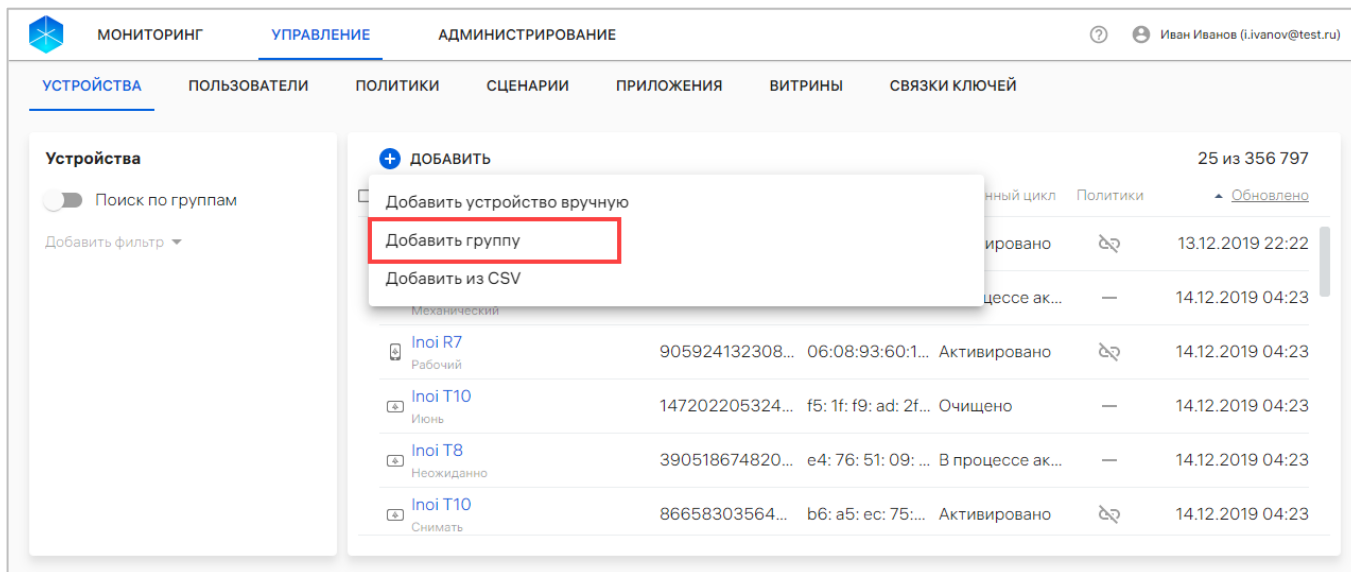 МОНИТОРИНГ УПРАВЛЕНИЕ АДМИНИСТРИРОВАНИЕ Иван Иванов (i.ivanov@test.ru)
УСТРОЙСТВА ПОЛЬЗОВАТЕЛИ ПОЛИТИКИ СЦЕНАРИИ ПРИЛОЖЕНИЯ ВИТРИНЫ СВЯЗКИ КЛЮЧЕЙ
Устройства
Поиск по группам
Добавить фильтр
ДОБАВИТЬ 25 из 356 797
Добавить устройство вручную
Добавить группу
Добавить из CSV
нный цикл Политики Обновлено
ировано 13.12.2019 22:22
Механический цессе ак... — 14.12.2019 04:23
Inoi R7 905924132308... 06:08:93:60:1... Активировано 14.12.2019 04:23
Рабочий
Inoi T10 147202205324... f5: 1f: f9: ad: 2f... Очищено — 14.12.2019 04:23
Июнь
Inoi T8 390518674820... e4: 76: 51: 09: ... В процессе ак... — 14.12.2019 04:23
Неожиданно
Inoi T10 86658303564... b6: a5: ec: 75:... Активировано 14.12.2019 04:23
Снимать